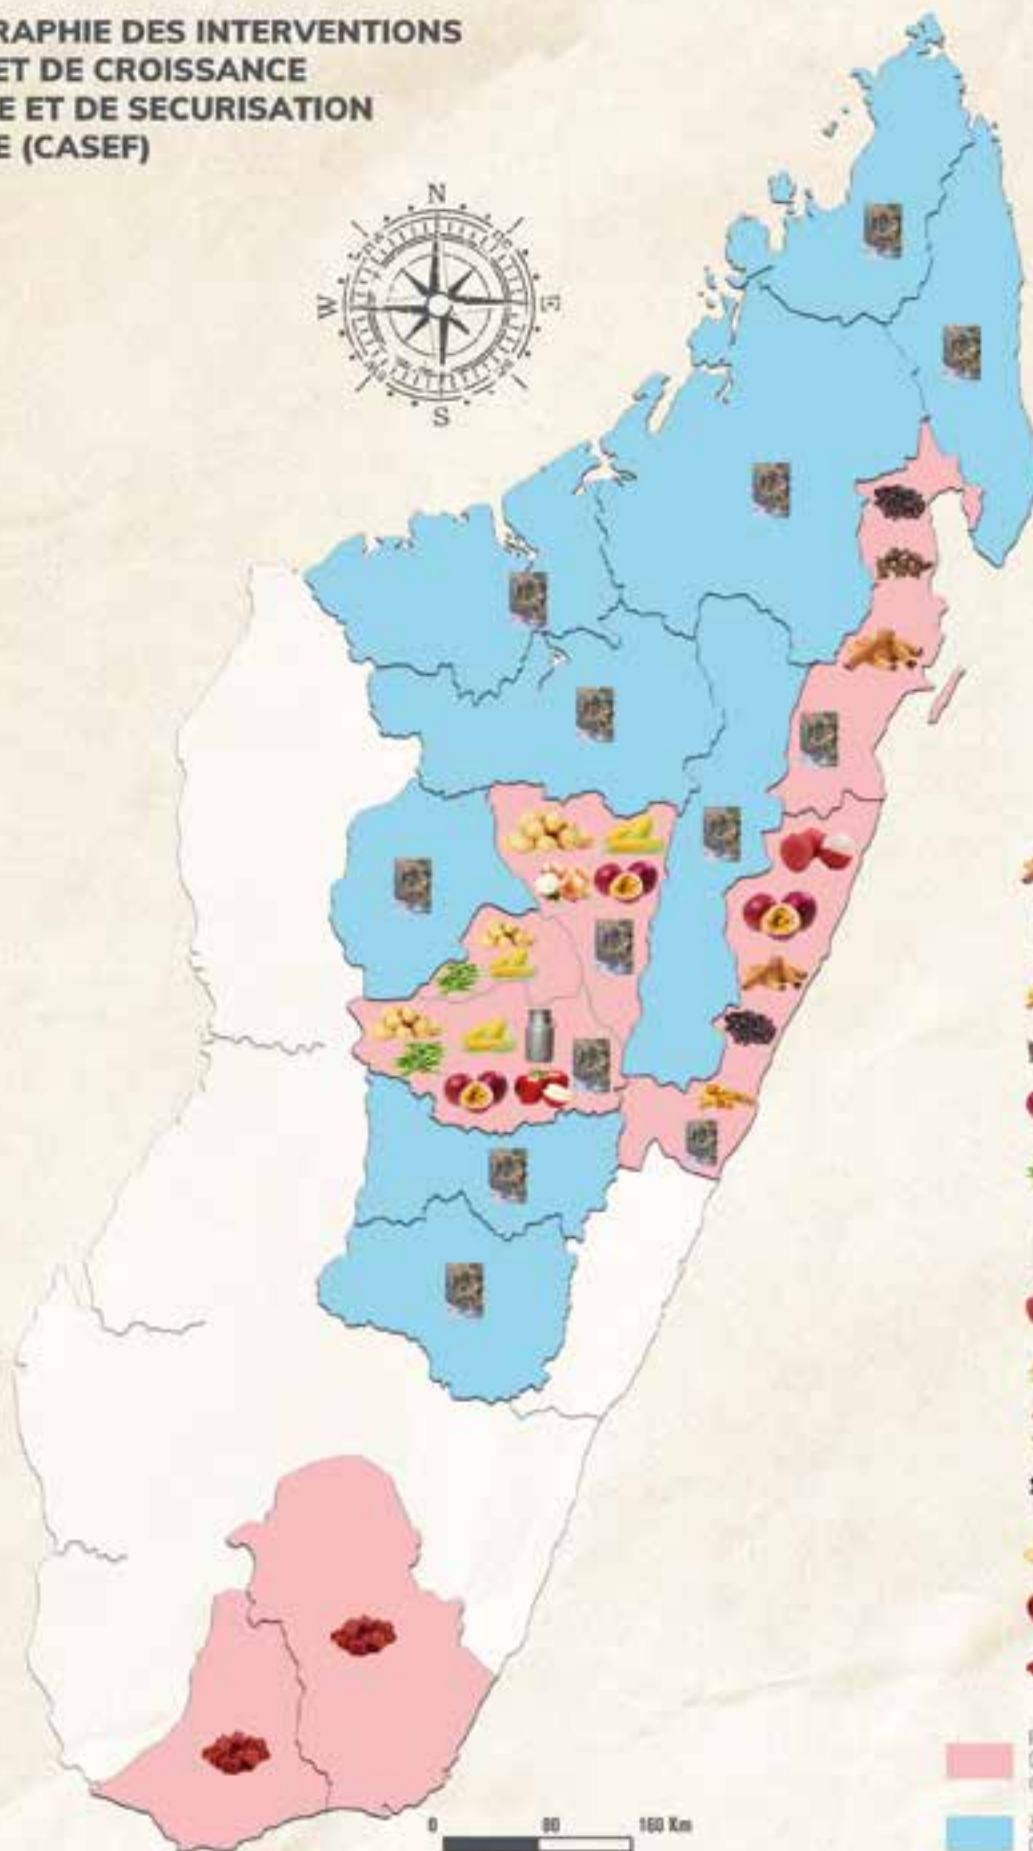 RAPHIE DES INTERVENTIONS
ET DE CROISSANCE
E ET DE SECURISATION
E (CASEF)
N
W
E
S
0 80 160 Km